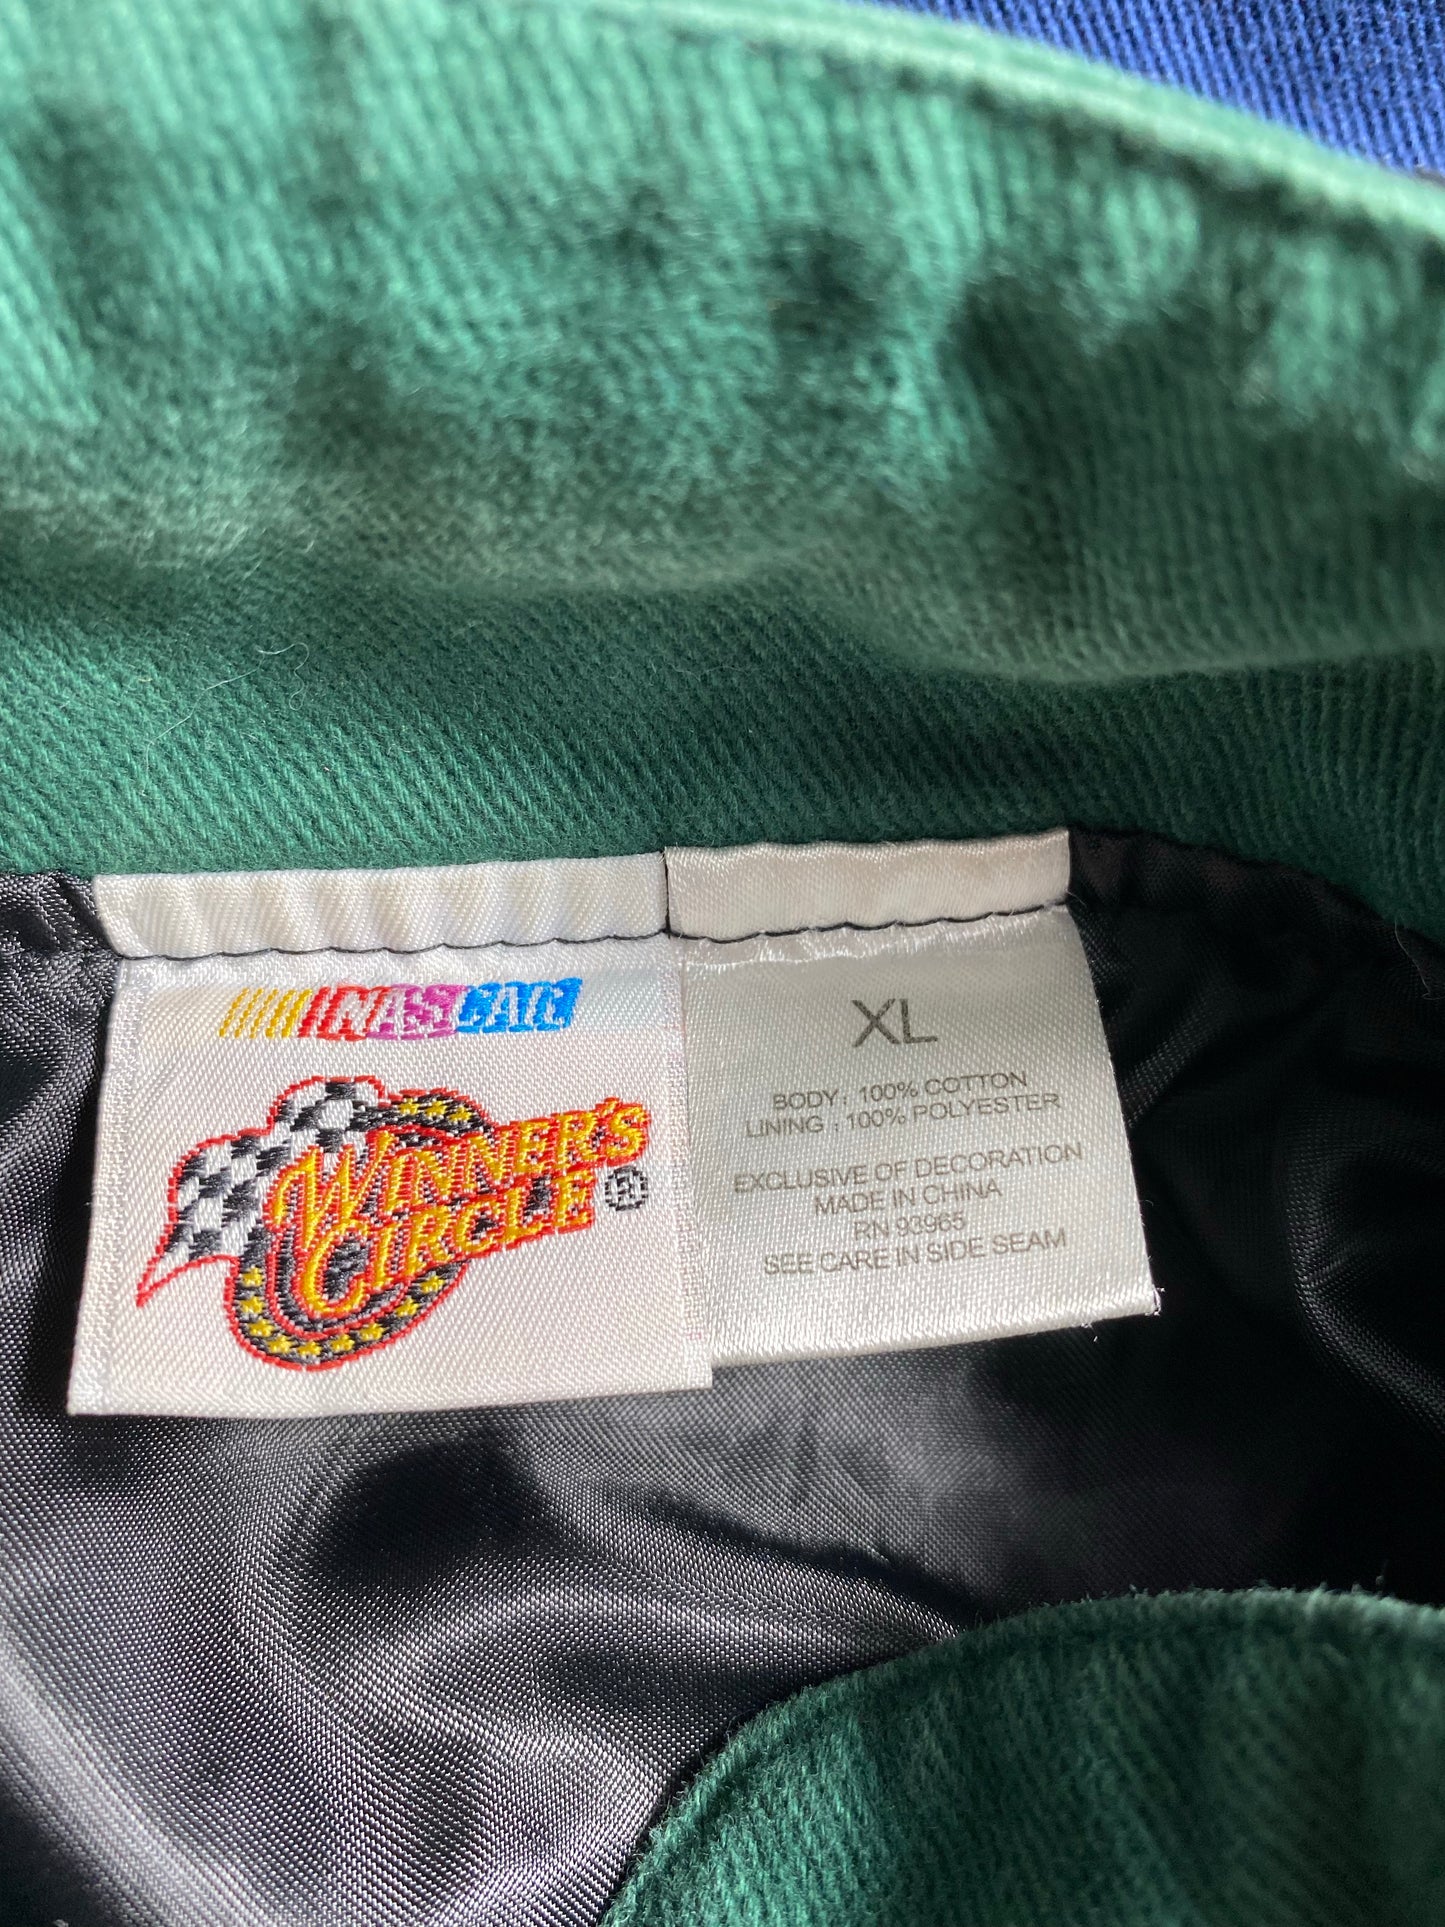 NASCAR
WINNER'S
CIRCLE ®
XL
BODY: 100% COTTON
LINING : 100% POLYESTER
EXCLUSIVE OF DECORATION
MADE IN CHINA
RN 93965
SEE CARE IN SIDE SEAM